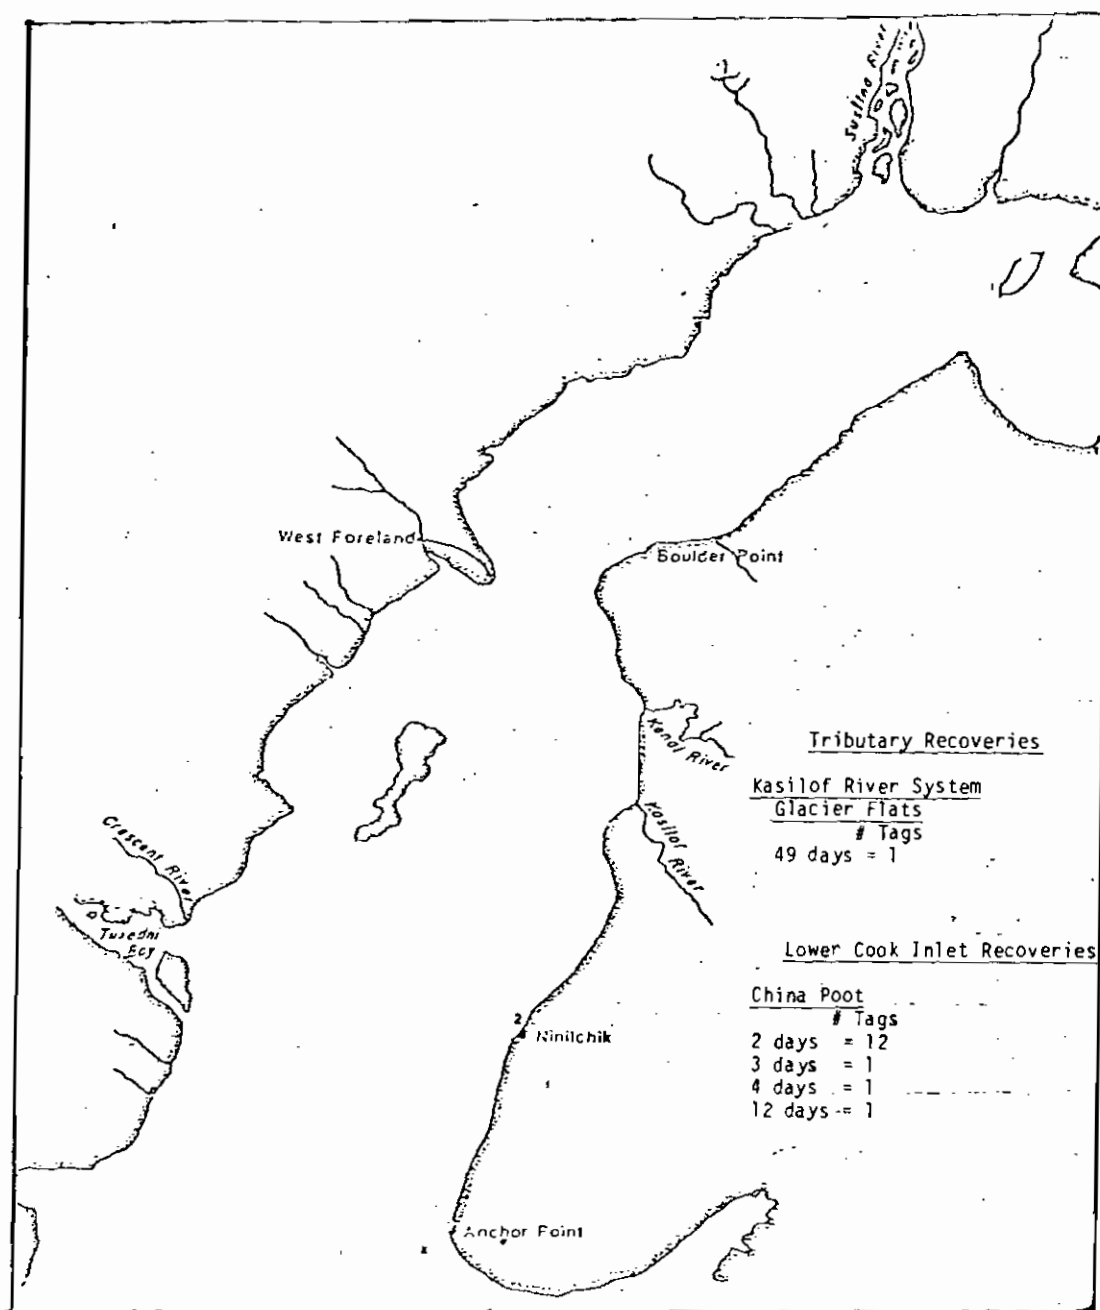 Susitna River
West Foreland
Boulder Point
Kenai River
Tributary Recoveries
Kasilof River System
Glacier Flats
# Tags
49 days = 1
Kasilof
River
Crescent River
Tuxedni
Bay
Lower Cook Inlet Recoveries
China Poot
# Tags
2 days = 12
3 days = 1
4 days = 1
12 days = 1
2
Ninilchik
Anchor Point
x